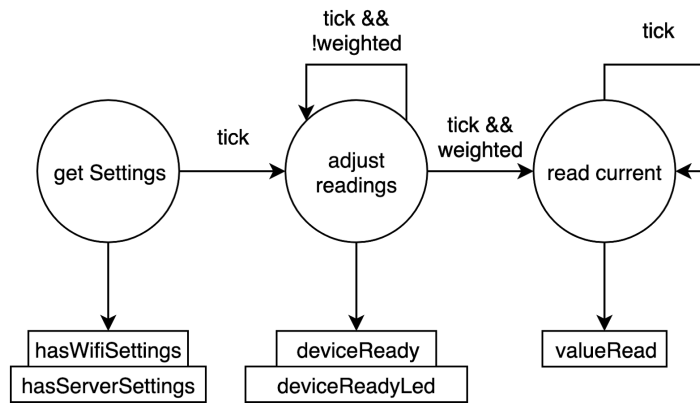 tick &&
!weighted
tick
tick
tick &&
weighted
get Settings
adjust
readings
read current
hasWifiSettings
hasServerSettings
deviceReady
deviceReadyLed
valueRead